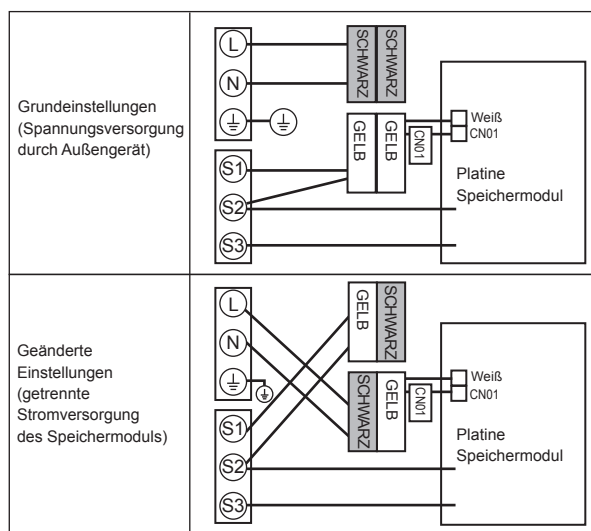 Grundeinstellungen
(Spannungsversorgung
durch Außengerät)
L
N
S1
S2
S3
SCHWARZ
SCHWARZ
GELB
GELB
CN01
Weiß
CN01
Platine
Speichermodul
Geänderte
Einstellungen
(getrennte
Stromversorgung
des Speichermoduls)
L
N
S1
S2
S3
GELB
SCHWARZ
SCHWARZ
GELB
CN01
Weiß
CN01
Platine
Speichermodul